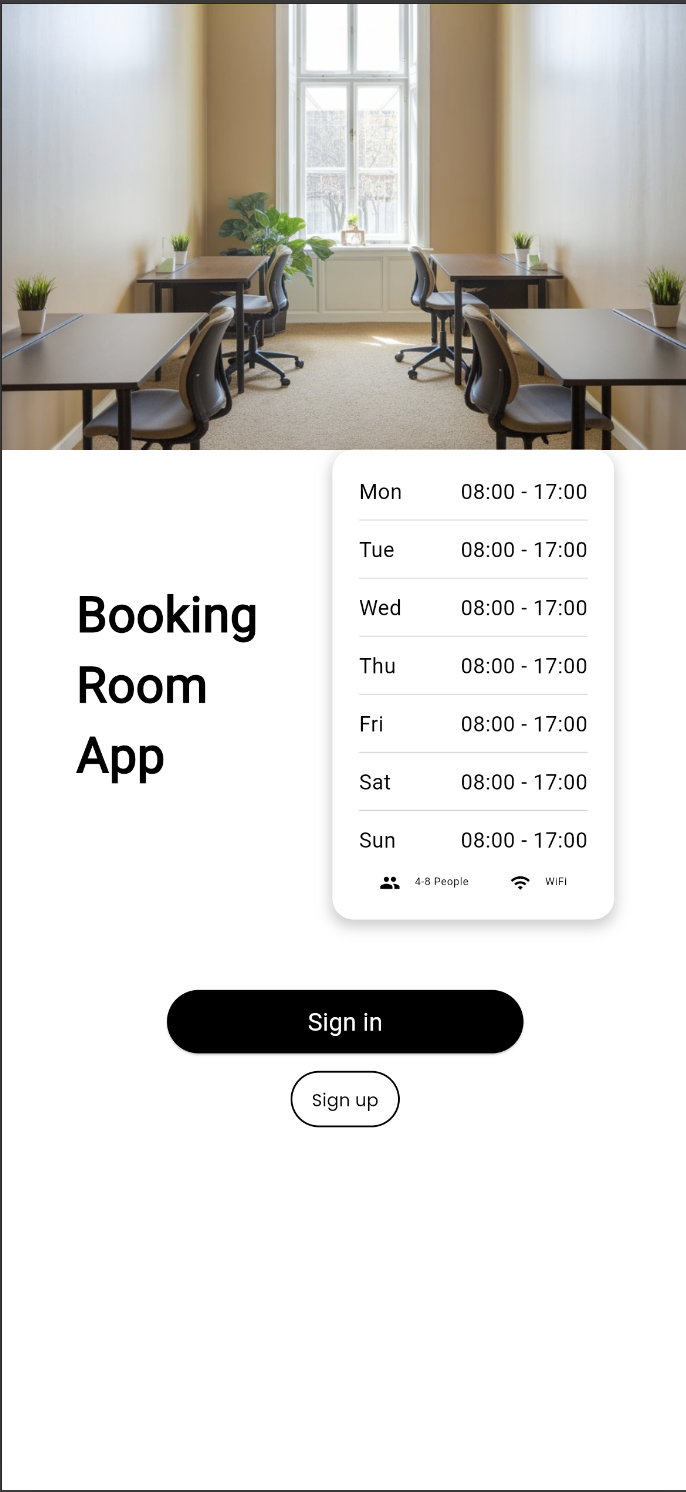 Mon 08:00 - 17:00
Tue 08:00 - 17:00
Wed 08:00 - 17:00
Thu 08:00 - 17:00
Fri 08:00 - 17:00
Sat 08:00 - 17:00
Sun 08:00 - 17:00
4-8 People WiFi
Booking
Room
App
Sign in
Sign up